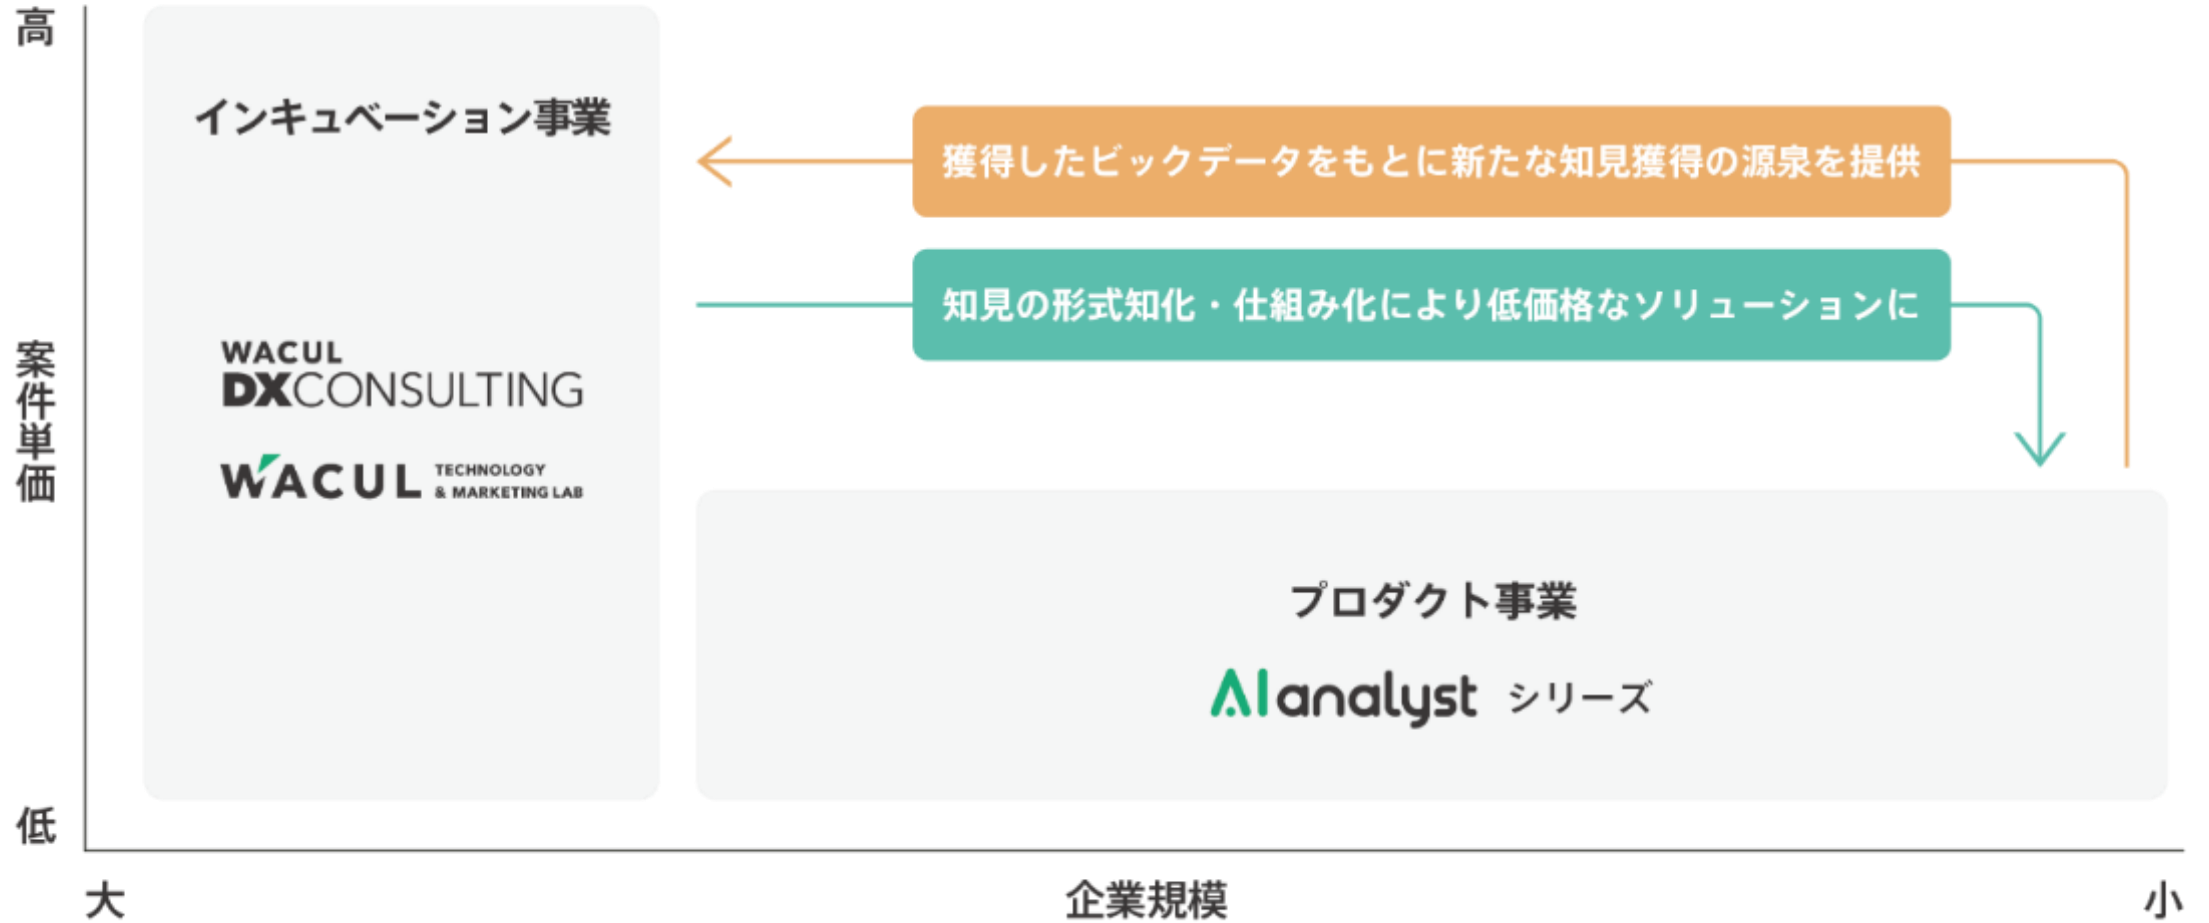 高
案件単価
低
インキュベーション事業
WACUL
DXCONSULTING
WACUL TECHNOLOGY
& MARKETING LAB
獲得したビックデータをもとに新たな知見獲得の源泉を提供
知見の形式知化・仕組み化により低価格なソリューションに
プロダクト事業
AI analyst シリーズ
大
企業規模
小